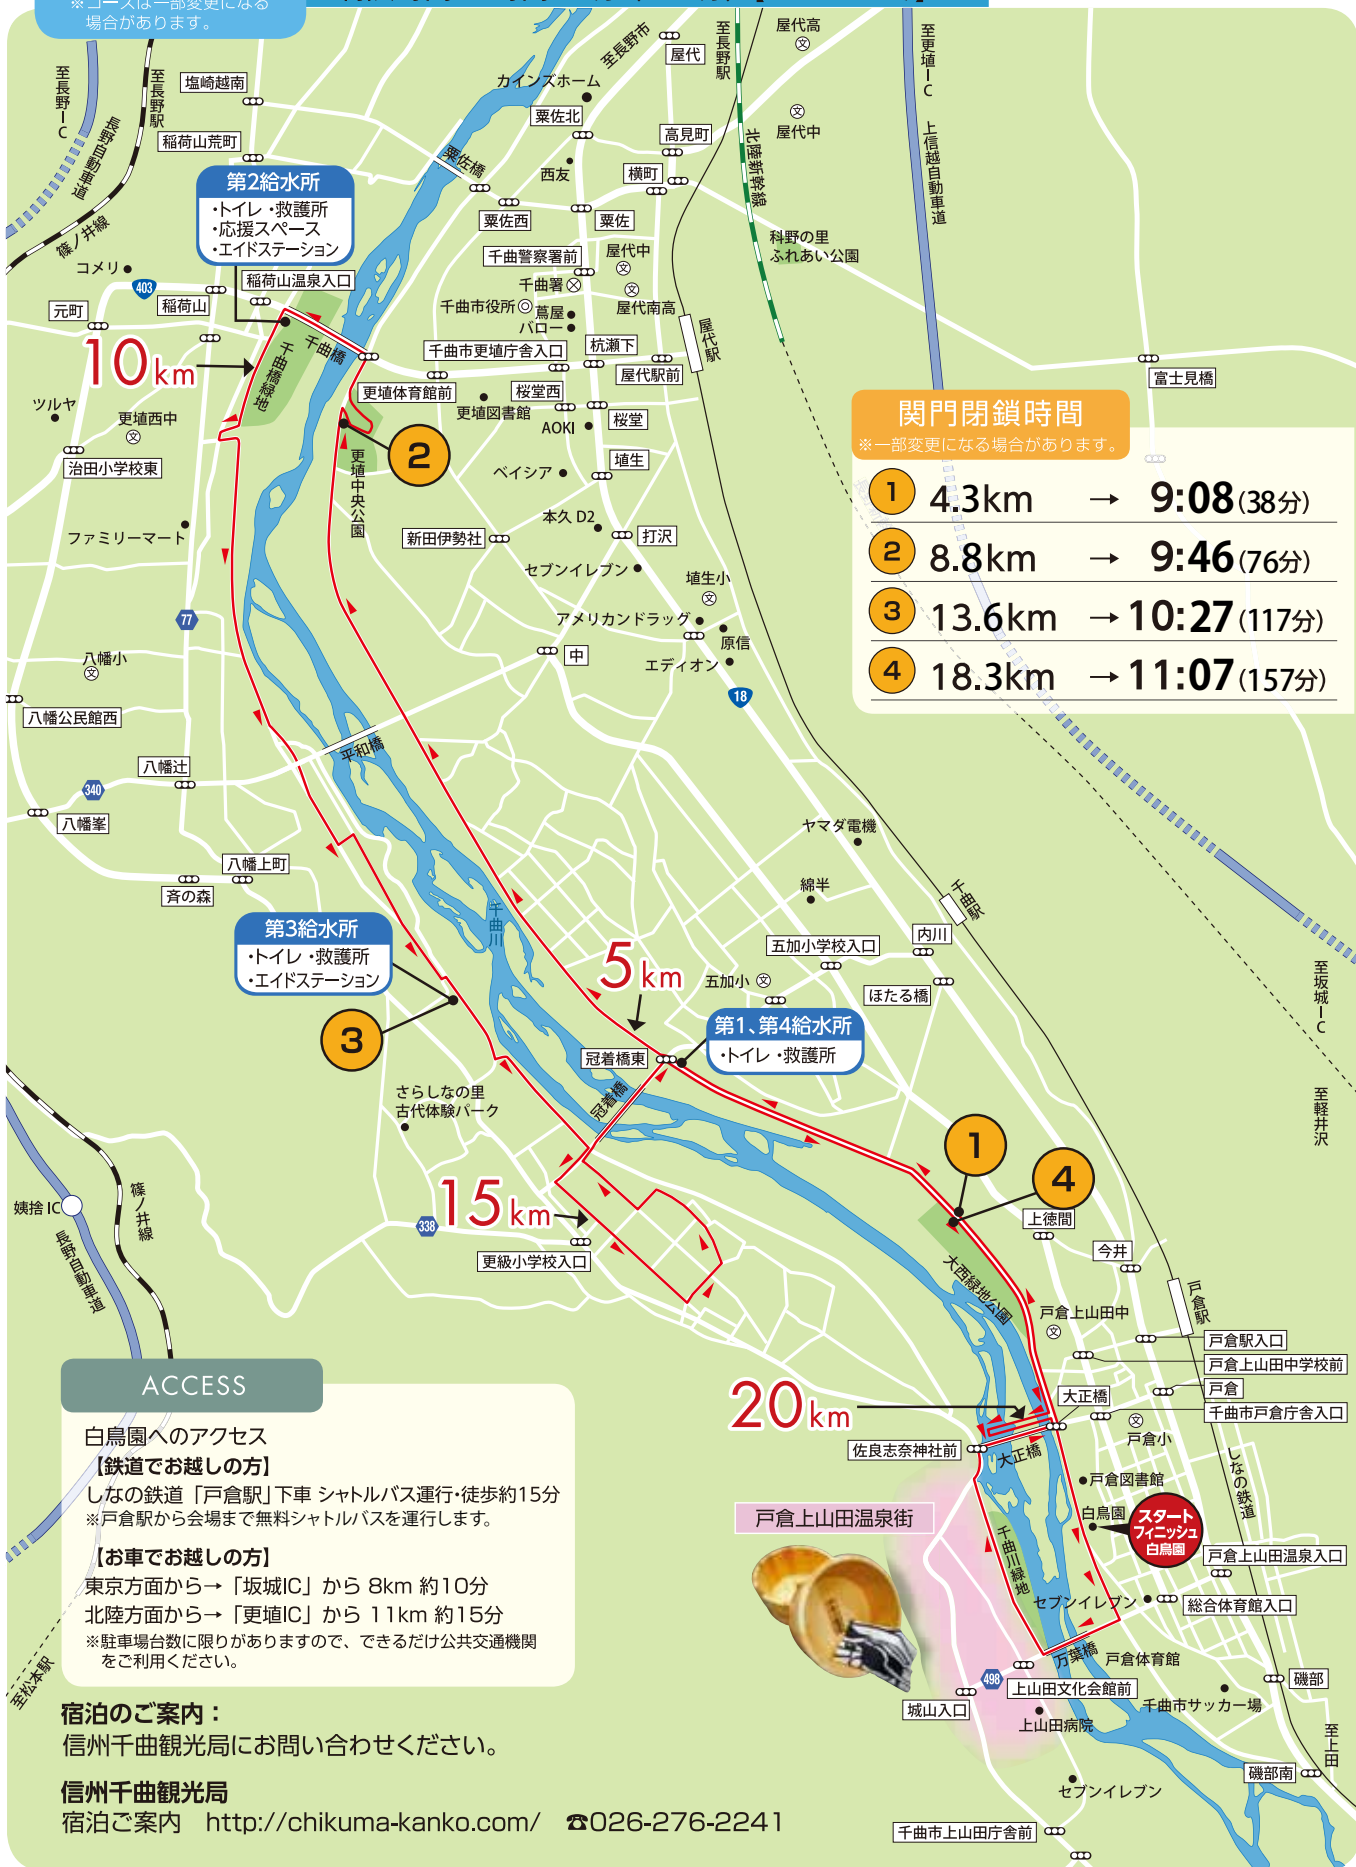 ※コースは一部変更になる
場合があります。
至長野IC
至長野駅
長野自動車道
篠ノ井線
塩崎越南
稲荷山荒町
第2給水所
・トイレ ・救護所
・応援スペース
・エイドステーション
コメリ
403
稲荷山
稲荷山温泉入口
元町
10km
千曲橋
千曲橋緑地
ツルヤ
更埴西中
治田小学校東
ファミリーマート
77
八幡小
八幡公民館西
340
八幡辻
八幡峯
八幡上町
斉の森
平和橋
至長野市
屋代
至長野駅
屋代高
カインズホーム
粟佐北
粟佐橋
西友
高見町
横町
粟佐西
粟佐
屋代中
北陸新幹線
科野の里
ふれあい公園
至更埴IC
上信越自動車道
千曲警察署前
屋代中
千曲署
千曲市役所
蔦屋
バロー
屋代南高
屋代駅
千曲市更埴庁舎入口
杭瀬下
屋代駅前
更埴体育館前
桜堂西
更埴図書館
AOKI
桜堂
2
更埴中央公園
ベイシア
埴生
本久 D2
新田伊勢社
打沢
セブンイレブン
埴生小
アメリカンドラッグ
原信
エディオン
中
18
富士見橋
関門閉鎖時間
※一部変更になる場合があります。
1 4.3km → 9:08(38分)
2 8.8km → 9:46(76分)
3 13.6km → 10:27(117分)
4 18.3km → 11:07(157分)
ヤマダ電機
綿半
千曲駅
内川
五加小学校入口
五加小
ほたる橋
千曲川
第3給水所
・トイレ ・救護所
・エイドステーション
3
5km
第1、第4給水所
・トイレ ・救護所
冠着橋東
冠着橋
さらしなの里
古代体験パーク
至坂城IC
至軽井沢
1
4
15km
338
更級小学校入口
姨捨 IC
篠ノ井線
長野自動車道
上徳間
今井
大西緑地公園
戸倉上山田中
戸倉駅
戸倉駅入口
戸倉上山田中学校前
戸倉
千曲市戸倉庁舎入口
大正橋
20km
佐良志奈神社前
大正橋
戸倉小
戸倉図書館
しなの鉄道
白鳥園
スタート
フィニッシュ
白鳥園
戸倉上山田温泉街
千曲川緑地
戸倉上山田温泉入口
セブンイレブン
総合体育館入口
万葉橋
戸倉体育館
498
上山田文化会館前
城山入口
上山田病院
千曲市サッカー場
磯部
至上田
磯部南
セブンイレブン
千曲市上山田庁舎前
ACCESS
白鳥園へのアクセス
【鉄道でお越しの方】
しなの鉄道「戸倉駅」下車 シャトルバス運行・徒歩約15分
※戸倉駅から会場まで無料シャトルバスを運行します。
【お車でお越しの方】
東京方面から→「坂城IC」から 8km 約10分
北陸方面から→「更埴IC」から 11km 約15分
※駐車場台数に限りがありますので、できるだけ公共交通機関
をご利用ください。
至松本駅
宿泊のご案内：
信州千曲観光局にお問い合わせください。
信州千曲観光局
宿泊ご案内 http://chikuma-kanko.com/ ☎026-276-2241